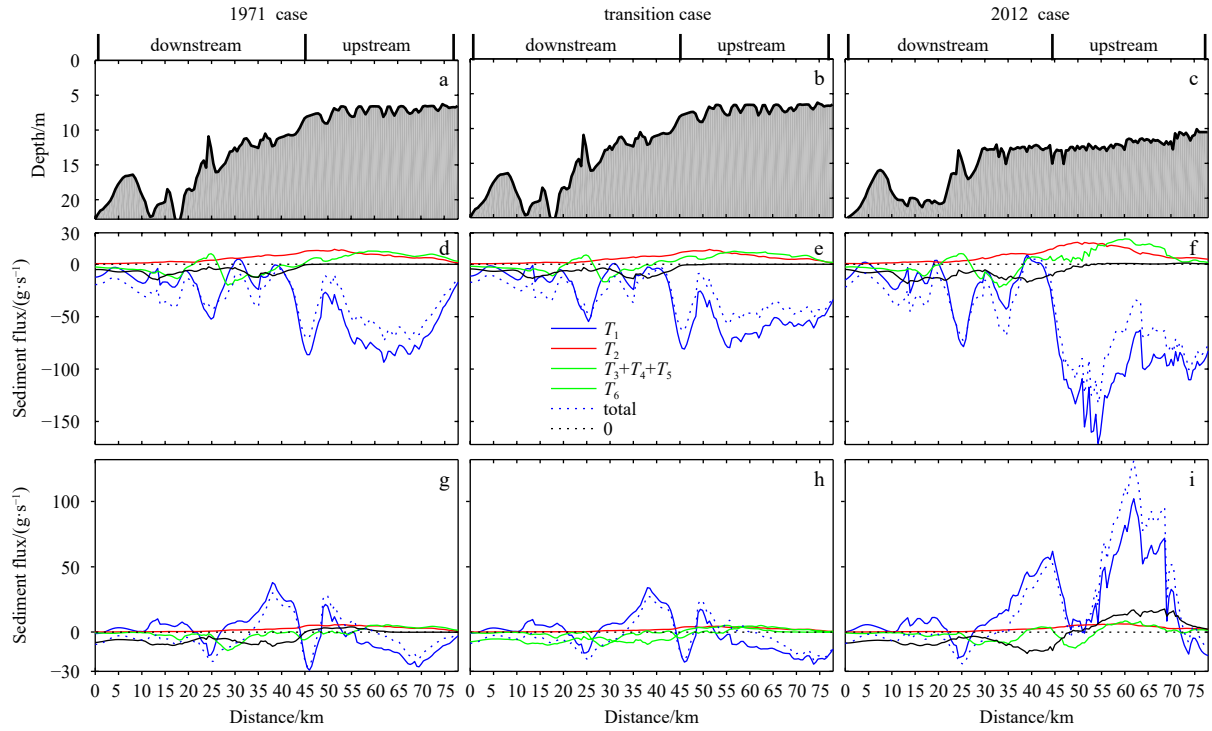 1971 case
transition case
2012 case
downstream
upstream
downstream
upstream
downstream
upstream
0
5
10
15
20
Depth/m
a
b
c
30
0
−50
−100
−150
Sediment flux/(g·s⁻¹)
d
e
f
T₁
T₂
T₃+T₄+T₅
T₆
total
0
100
50
0
−30
Sediment flux/(g·s⁻¹)
g
h
i
0 5 10 15 20 25 30 35 40 45 50 55 60 65 70 75
0 5 10 15 20 25 30 35 40 45 50 55 60 65 70 75
0 5 10 15 20 25 30 35 40 45 50 55 60 65 70 75
Distance/km
Distance/km
Distance/km